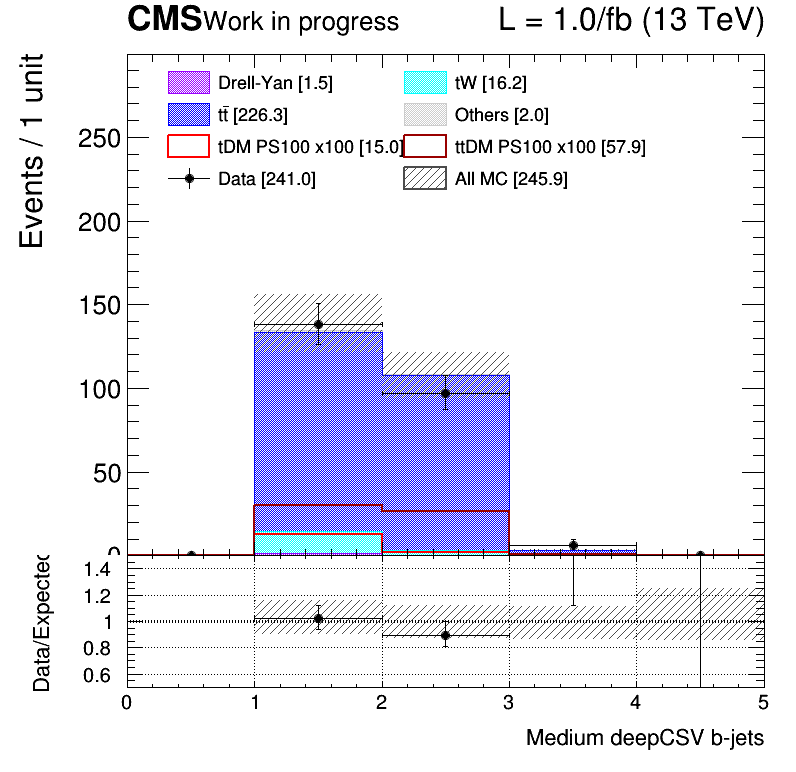 CMS Work in progress L = 1.0/fb (13 TeV)
Events / 1 unit
Drell-Yan [1.5] tW [16.2]
tt̄ [226.3] Others [2.0]
tDM PS100 x100 [15.0] ttDM PS100 x100 [57.9]
Data [241.0] All MC [245.9]
250
200
150
100
50
0
Data/Expected
1.4
1.2
1
0.8
0.6
0 1 2 3 4 5
Medium deepCSV b-jets